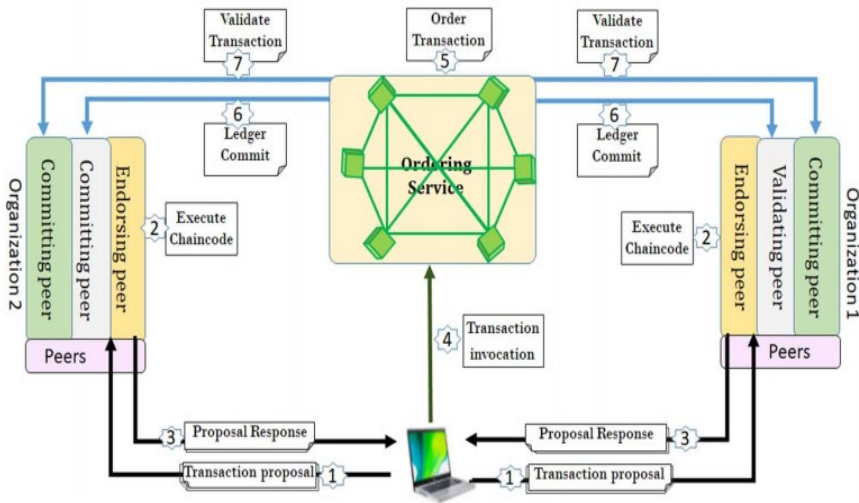 Validate
Transaction
7
Order
Transaction
5
Validate
Transaction
7
6
Ledger
Commit
6
Ledger
Commit
Ordering
Service
Organization 2
Committing peer
Committing peer
Endorsing peer
2
Execute
Chaincode
Execute
Chaincode
2
Endorsing peer
Validating peer
Committing peer
Organization 1
Peers
4
Transaction
invocation
Peers
3
Proposal Response
Proposal Response
3
Transaction proposal
1
1
Transaction proposal